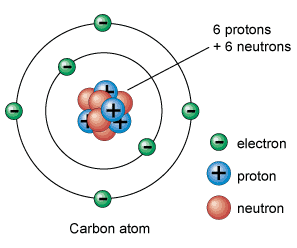 6 protons
+ 6 neutrons
electron
proton
neutron
Carbon atom